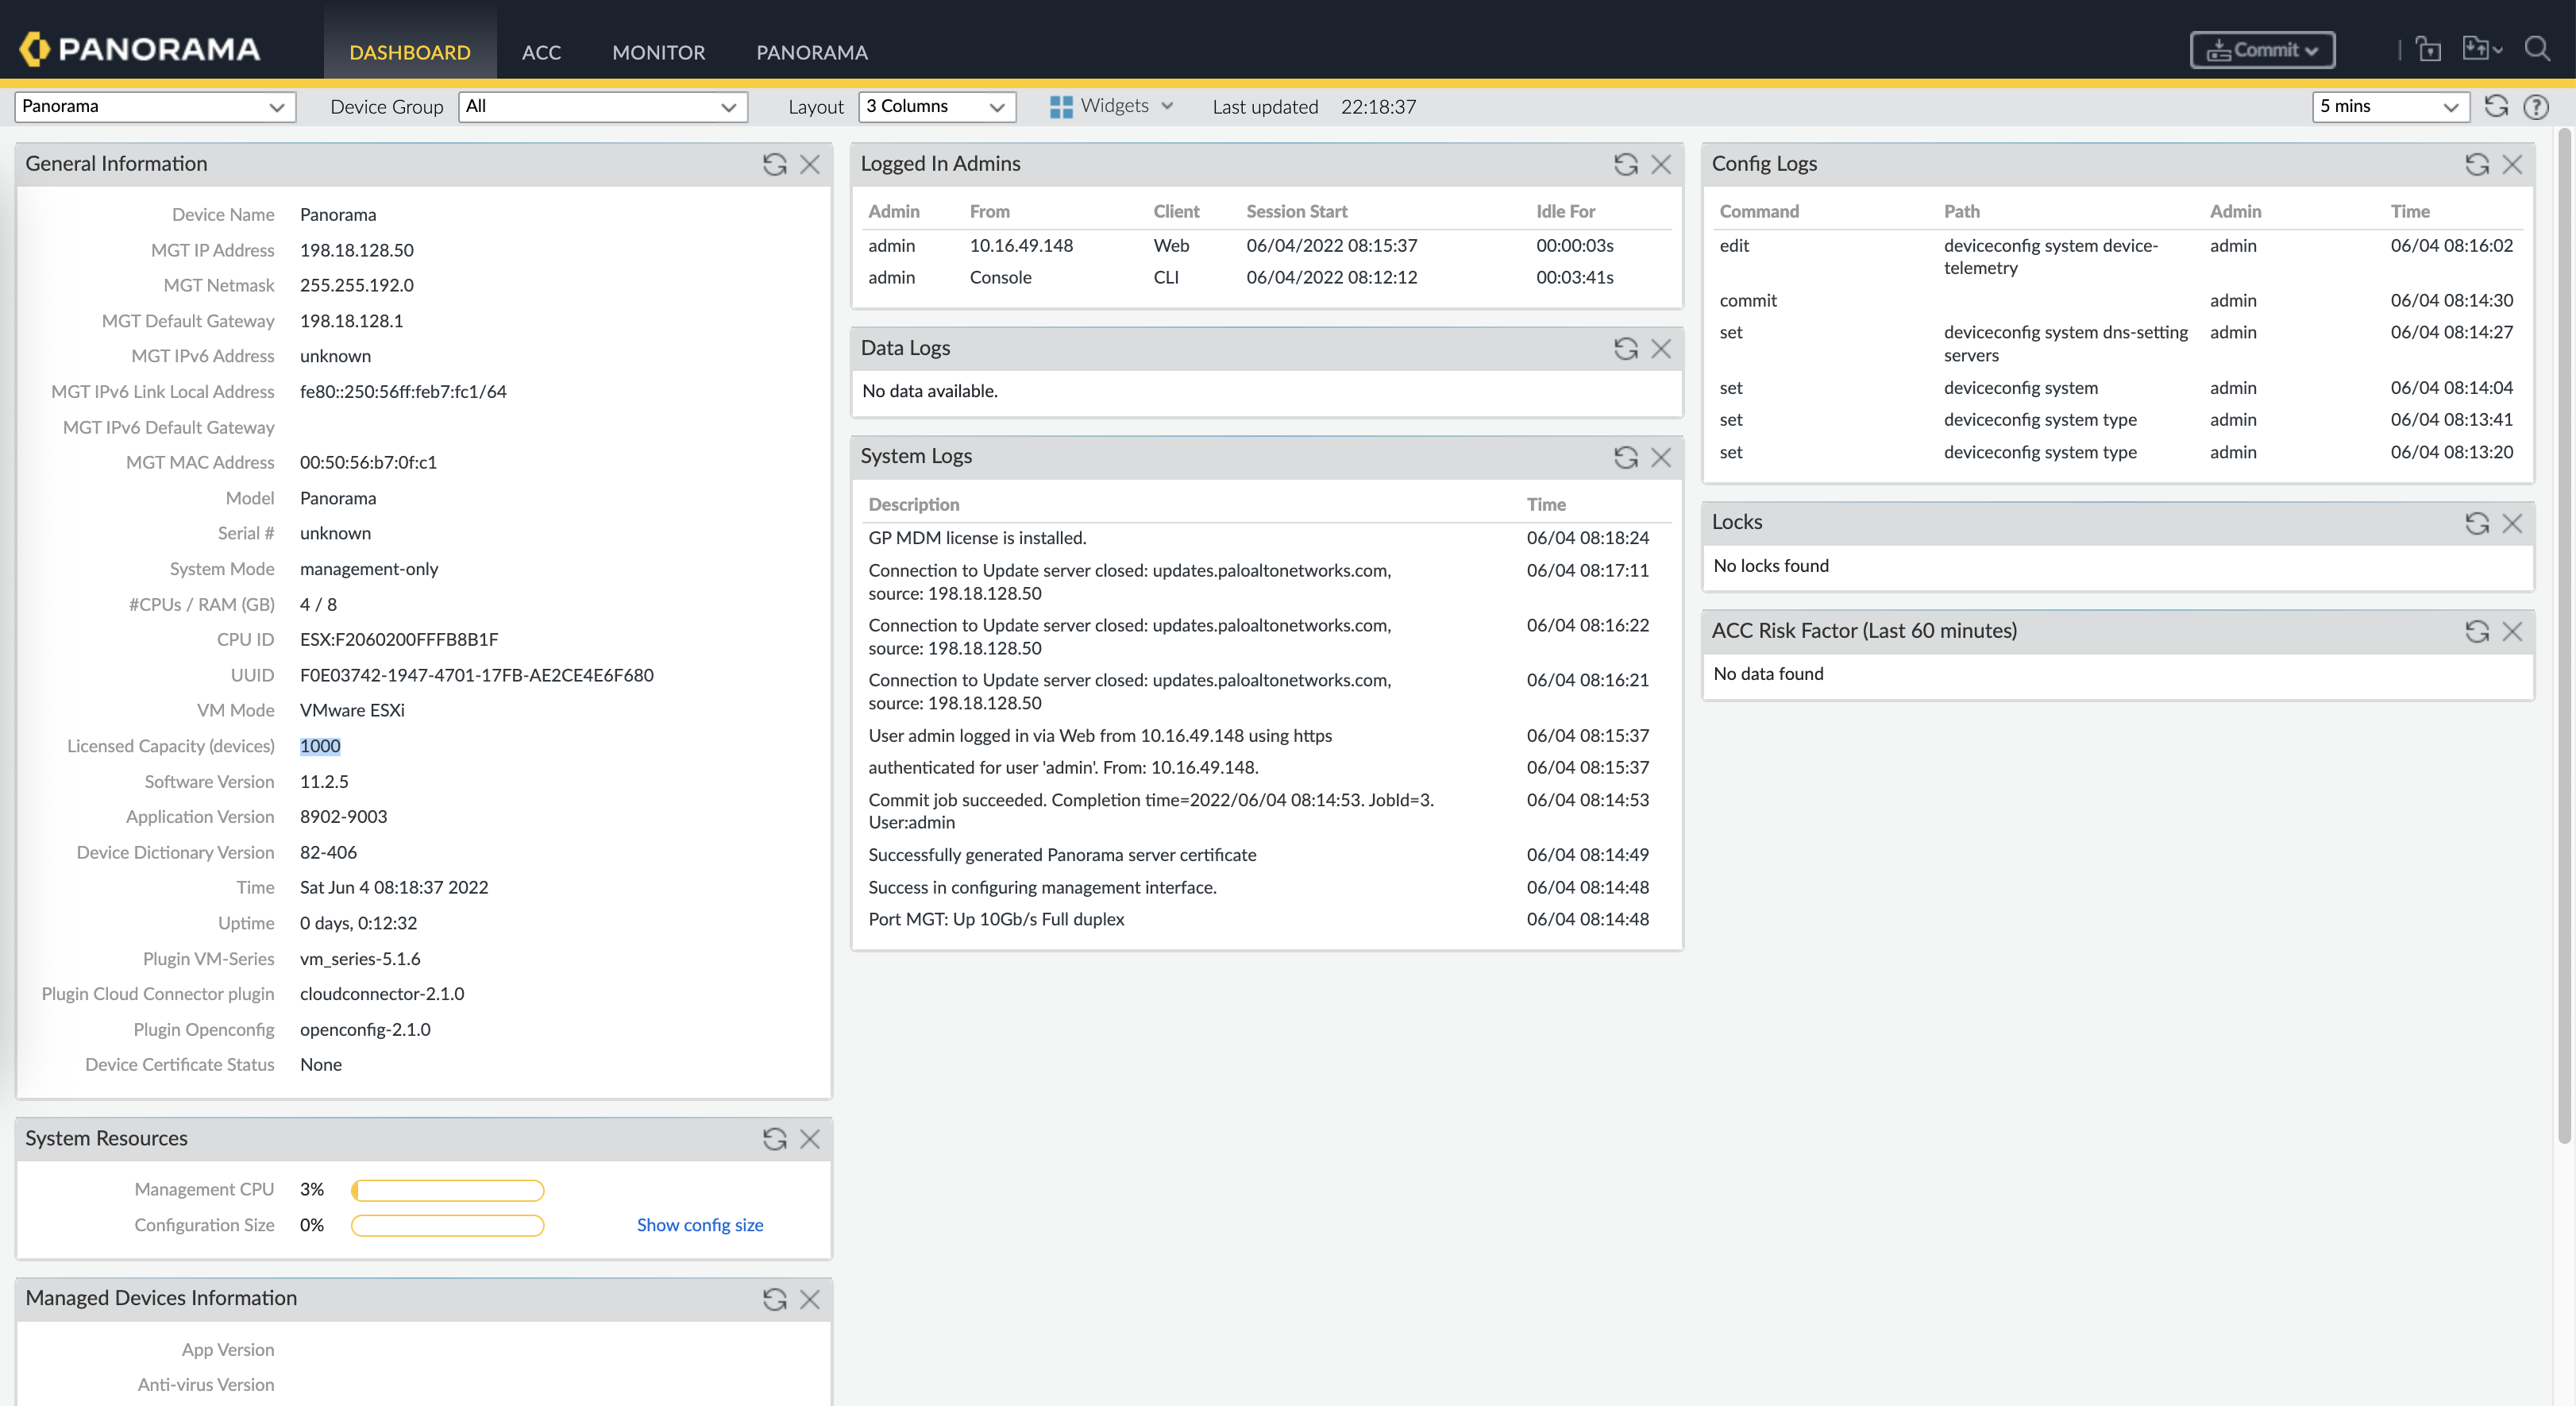 PANORAMA
DASHBOARD ACC MONITOR PANORAMA
Commit
Panorama Device Group All Layout 3 Columns Widgets Last updated 22:18:37 5 mins
General Information
Device Name Panorama
MGT IP Address 198.18.128.50
MGT Netmask 255.255.192.0
MGT Default Gateway 198.18.128.1
MGT IPv6 Address unknown
MGT IPv6 Link Local Address fe80::250:56ff:feb7:fc1/64
MGT IPv6 Default Gateway
MGT MAC Address 00:50:56:b7:0f:c1
Model Panorama
Serial # unknown
System Mode management-only
#CPUs / RAM (GB) 4 / 8
CPU ID ESX:F2060200FFFB8B1F
UUID F0E03742-1947-4701-17FB-AE2CE4E6F680
VM Mode VMware ESXi
Licensed Capacity (devices) 1000
Software Version 11.2.5
Application Version 8902-9003
Device Dictionary Version 82-406
Time Sat Jun 4 08:18:37 2022
Uptime 0 days, 0:12:32
Plugin VM-Series vm_series-5.1.6
Plugin Cloud Connector plugin cloudconnector-2.1.0
Plugin Openconfig openconfig-2.1.0
Device Certificate Status None
System Resources
Management CPU 3%
Configuration Size 0% Show config size
Managed Devices Information
App Version
Anti-virus Version
Logged In Admins
Admin From Client Session Start Idle For
admin 10.16.49.148 Web 06/04/2022 08:15:37 00:00:03s
admin Console CLI 06/04/2022 08:12:12 00:03:41s
Data Logs
No data available.
System Logs
Description Time
GP MDM license is installed. 06/04 08:18:24
Connection to Update server closed: updates.paloaltonetworks.com, 06/04 08:17:11
source: 198.18.128.50
Connection to Update server closed: updates.paloaltonetworks.com, 06/04 08:16:22
source: 198.18.128.50
Connection to Update server closed: updates.paloaltonetworks.com, 06/04 08:16:21
source: 198.18.128.50
User admin logged in via Web from 10.16.49.148 using https 06/04 08:15:37
authenticated for user 'admin'. From: 10.16.49.148. 06/04 08:15:37
Commit job succeeded. Completion time=2022/06/04 08:14:53. JobId=3. 06/04 08:14:53
User:admin
Successfully generated Panorama server certificate 06/04 08:14:49
Success in configuring management interface. 06/04 08:14:48
Port MGT: Up 10Gb/s Full duplex 06/04 08:14:48
Config Logs
Command Path Admin Time
edit deviceconfig system device- admin 06/04 08:16:02
telemetry
commit admin 06/04 08:14:30
set deviceconfig system dns-setting admin 06/04 08:14:27
servers
set deviceconfig system admin 06/04 08:14:04
set deviceconfig system type admin 06/04 08:13:41
set deviceconfig system type admin 06/04 08:13:20
Locks
No locks found
ACC Risk Factor (Last 60 minutes)
No data found